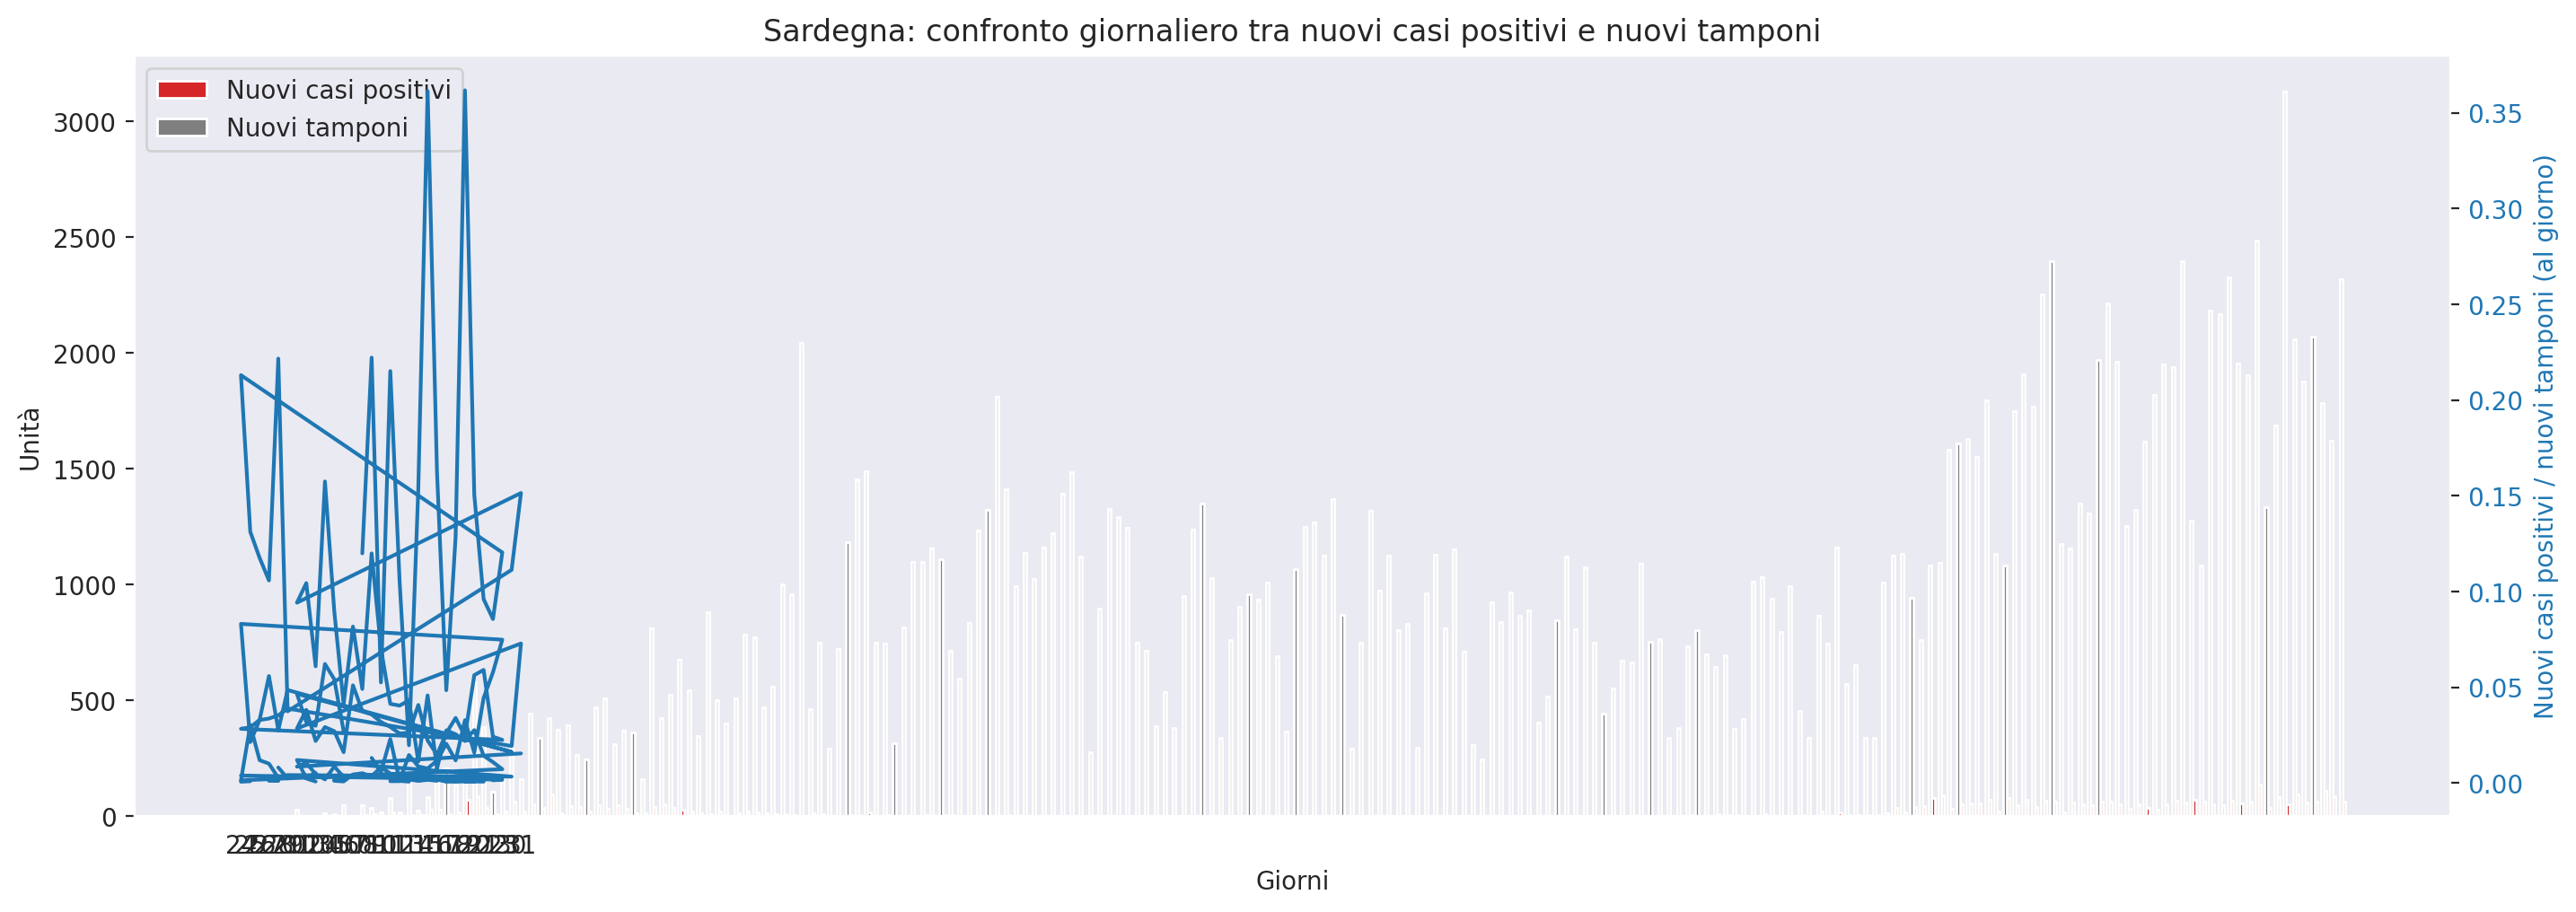 Sardegna: confronto giornaliero tra nuovi casi positivi e nuovi tamponi
Nuovi casi positivi
Nuovi tamponi
3000
2500
2000
1500
1000
500
0
Unità
0.35
0.30
0.25
0.20
0.15
0.10
0.05
0.00
Nuovi casi positivi / nuovi tamponi (al giorno)
Giorni